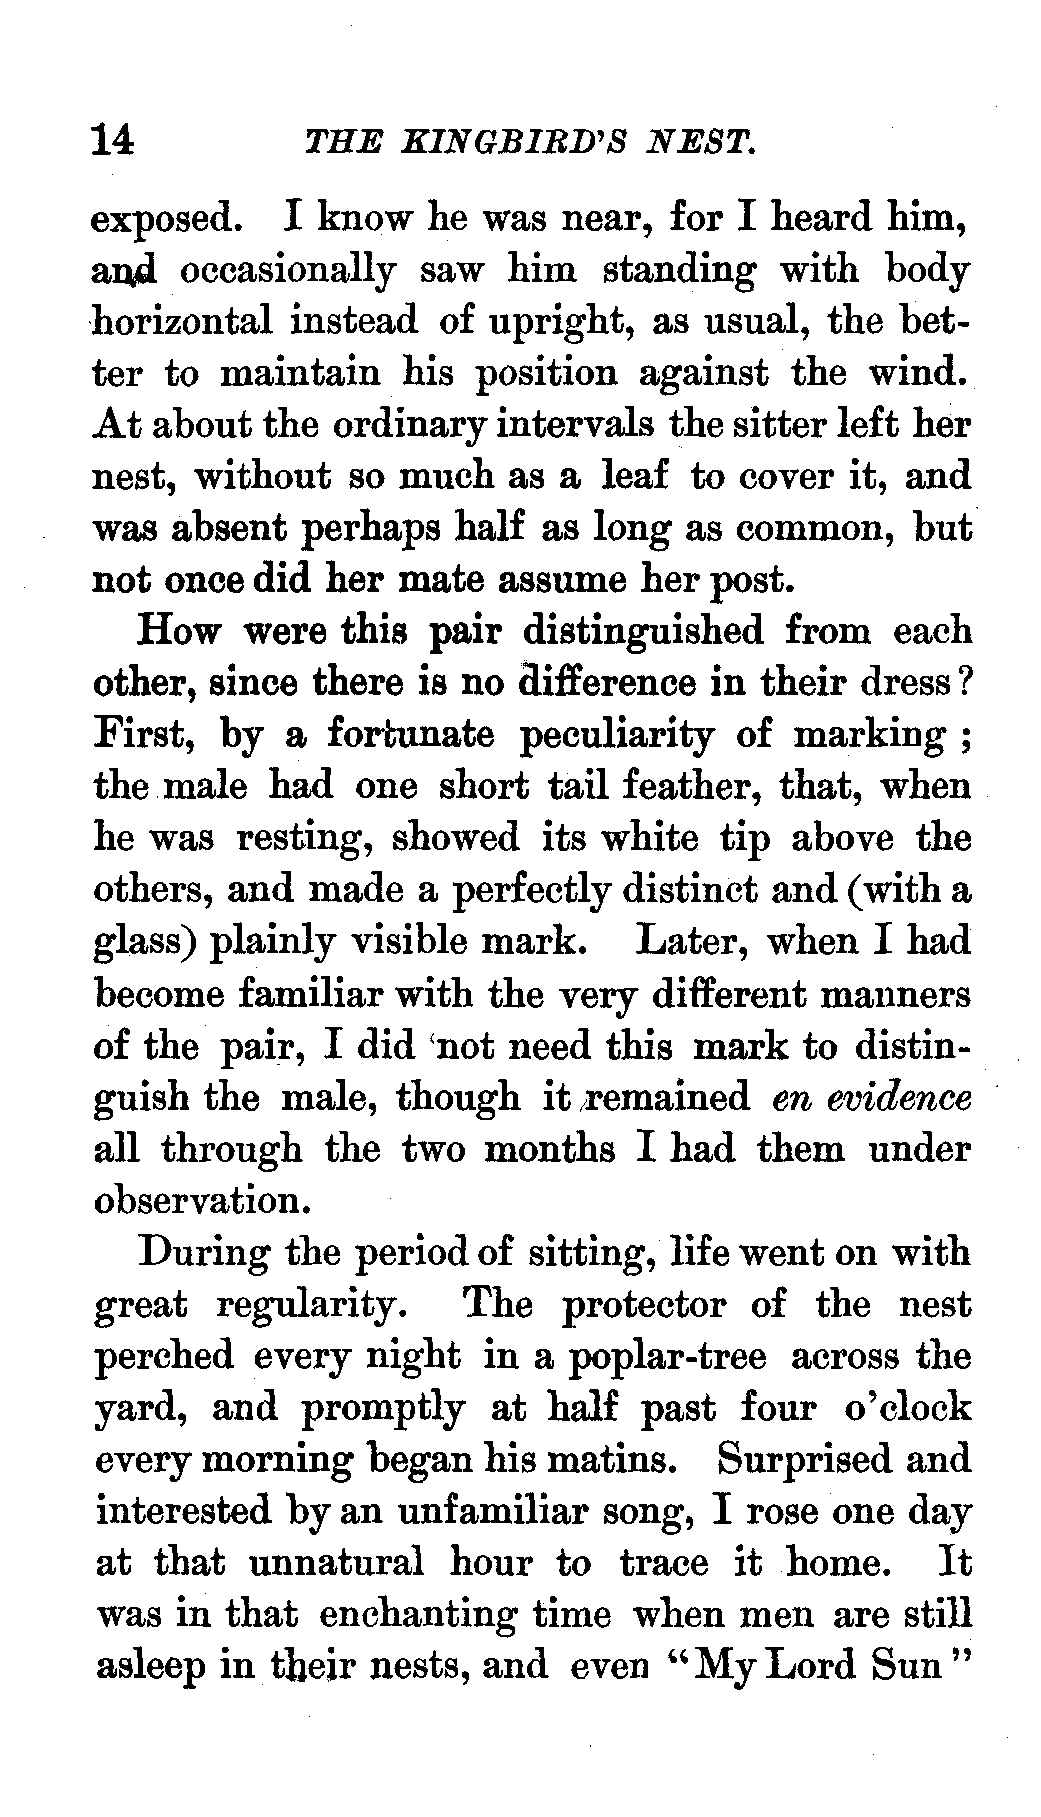 14 THE KINGBIRD'S NEST.
exposed. I know he was near, for I heard him,
and occasionally saw him standing with body
horizontal instead of upright, as usual, the bet-
ter to maintain his position against the wind.
At about the ordinary intervals the sitter left her
nest, without so much as a leaf to cover it, and
was absent perhaps half as long as common, but
not once did her mate assume her post.
How were this pair distinguished from each
other, since there is no difference in their dress?
First, by a fortunate peculiarity of marking ;
the male had one short tail feather, that, when
he was resting, showed its white tip above the
others, and made a perfectly distinct and (with a
glass) plainly visible mark. Later, when I had
become familiar with the very different manners
of the pair, I did not need this mark to distin-
guish the male, though it remained en evidence
all through the two months I had them under
observation.
During the period of sitting, life went on with
great regularity. The protector of the nest
perched every night in a poplar-tree across the
yard, and promptly at half past four o'clock
every morning began his matins. Surprised and
interested by an unfamiliar song, I rose one day
at that unnatural hour to trace it home. It
was in that enchanting time when men are still
asleep in their nests, and even "My Lord Sun"